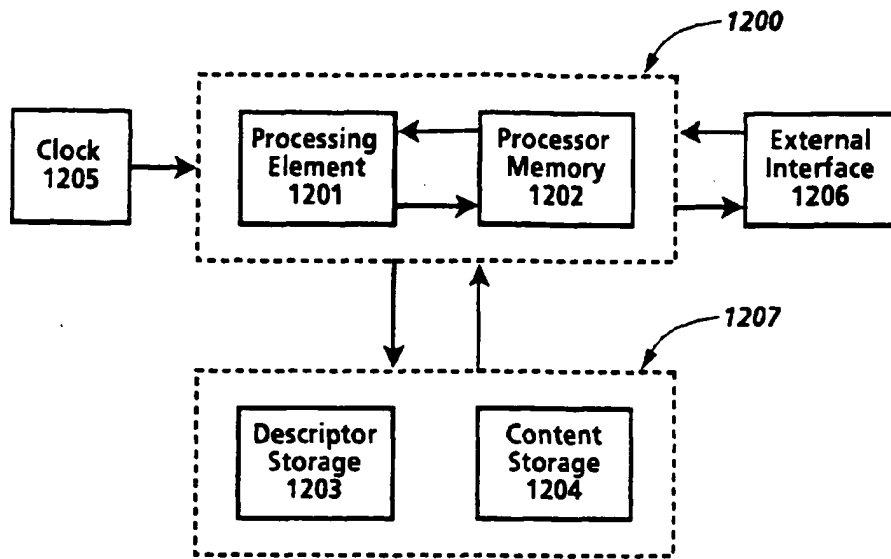 1200
Clock
1205
Processing
Element
1201
Processor
Memory
1202
External
Interface
1206
1207
Descriptor
Storage
1203
Content
Storage
1204